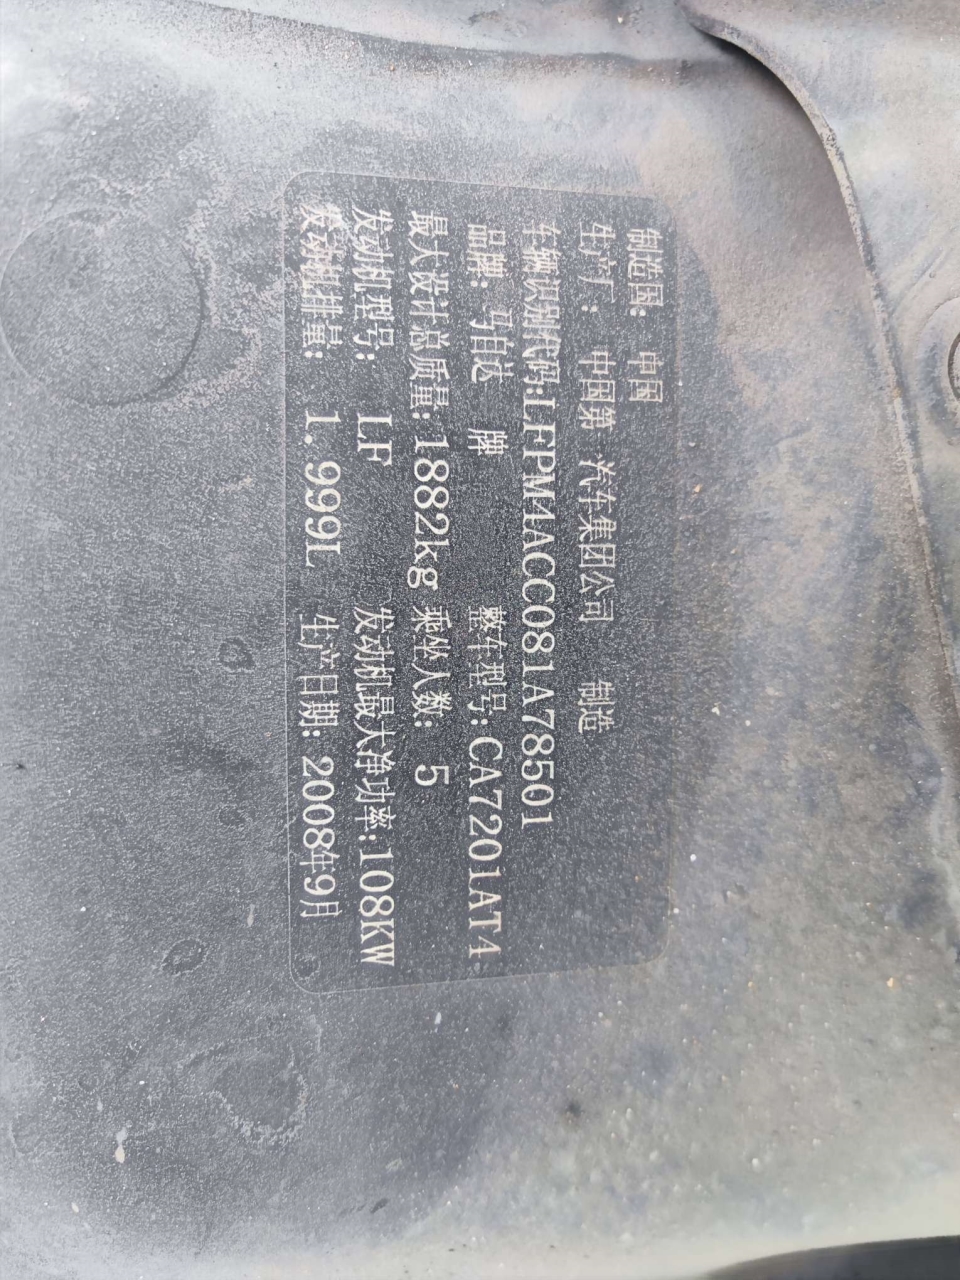 制造国: 中国
生产厂: 中国第一汽车集团公司 制造
车辆识别代码:LFPM4ACC081A78501
品牌: 马自达 牌 整车型号:CA7201AT4
最大设计总质量:1882kg 乘坐人数: 5
发动机型号: LF 发动机最大净功率:108KW
发动机排量: 1.999L 生产日期: 2008年9月